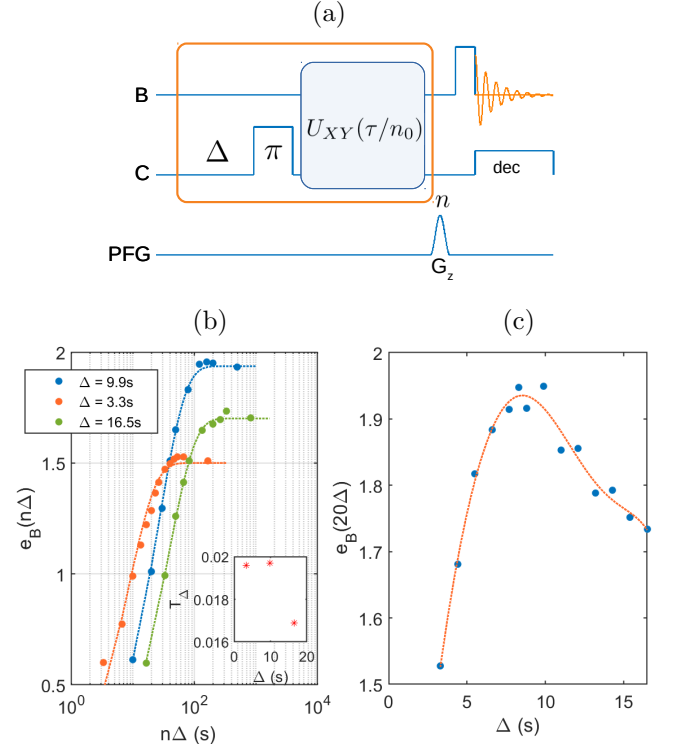 (a)
B
U_{XY}(τ/n_0)
Δ
π
C
dec
n
PFG
G_z
(b)
(c)
2
Δ = 9.9s
Δ = 3.3s
Δ = 16.5s
1.5
1
0.5
e_B(nΔ)
10^0
10^2
10^4
nΔ (s)
0.02
0.018
0.016
T_Δ
0
10
20
Δ (s)
2
1.9
1.8
1.7
1.6
1.5
e_B(20Δ)
0
5
10
15
Δ (s)